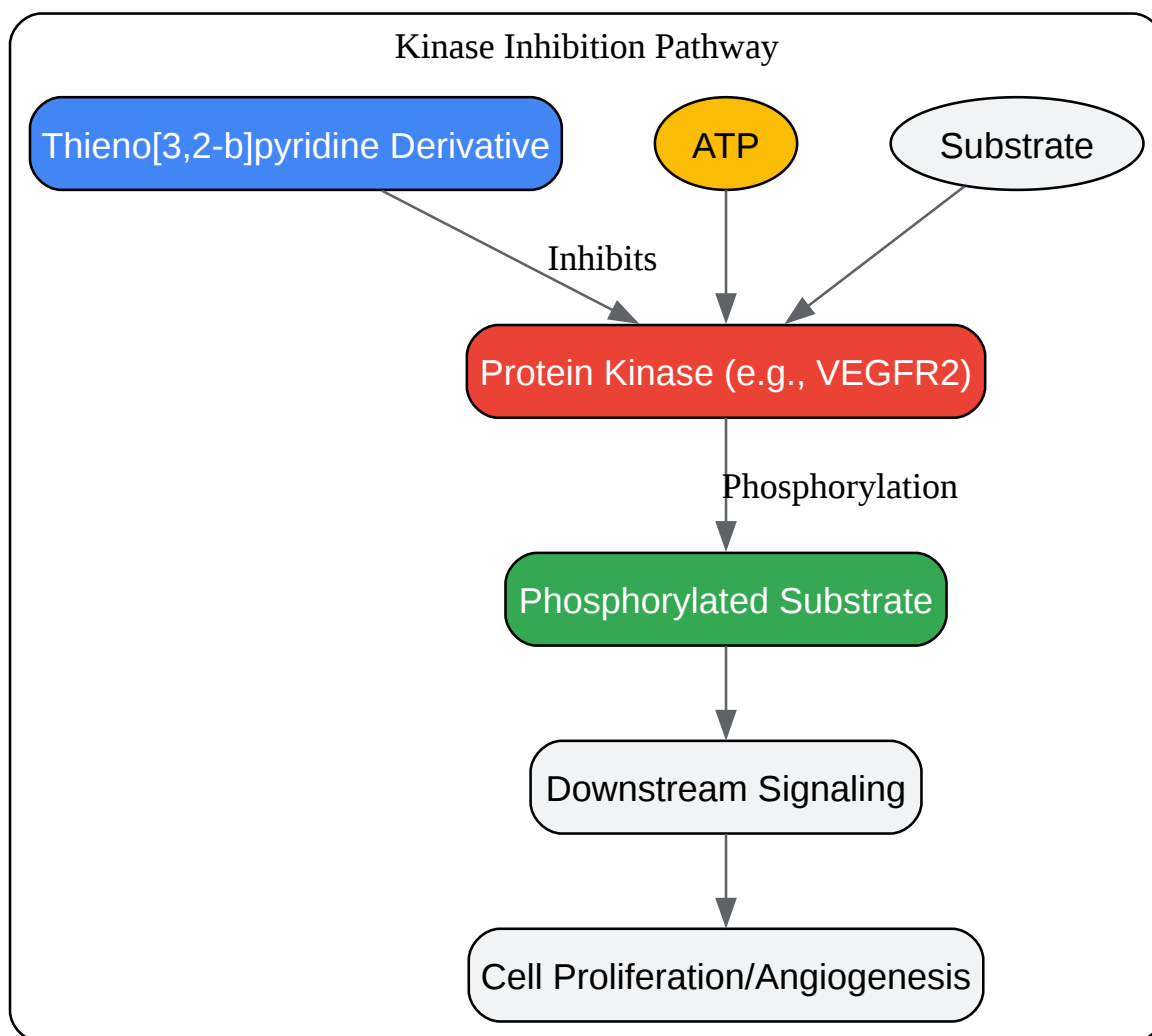 Kinase Inhibition Pathway
Thieno[3,2-b]pyridine Derivative
ATP
Substrate
Inhibits
Protein Kinase (e.g., VEGFR2)
Phosphorylation
Phosphorylated Substrate
Downstream Signaling
Cell Proliferation/Angiogenesis